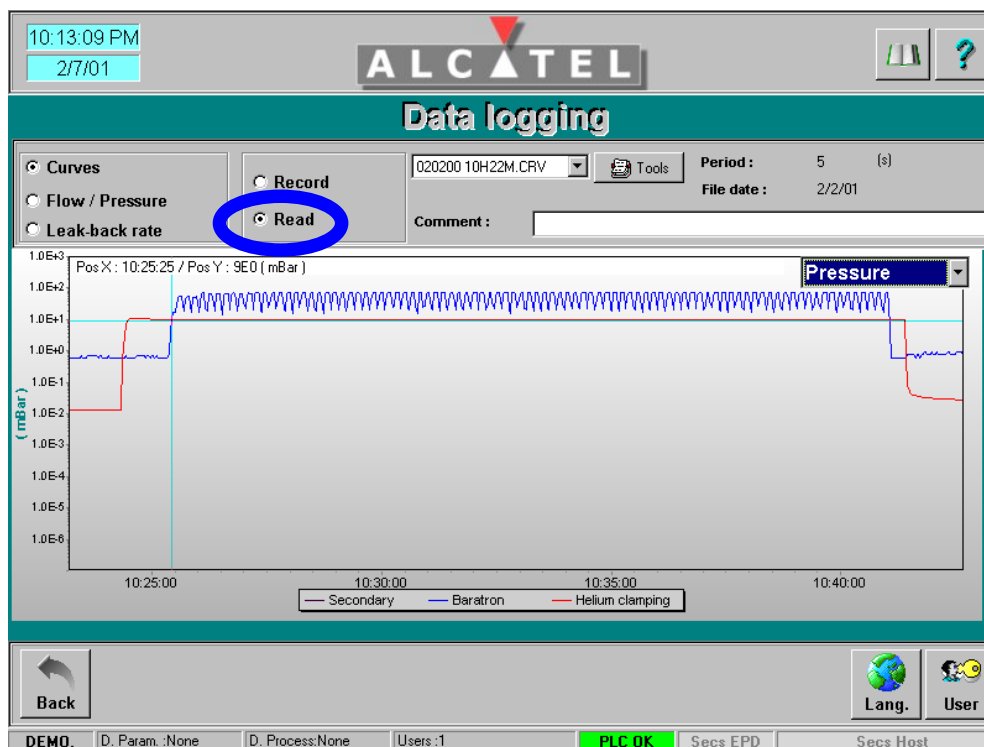 10:13:09 PM
2/7/01
ALCATEL
Data logging
Curves
Flow / Pressure
Leak-back rate
Record
Read
020200 10H22M.CRV
Tools
Period : 5 (s)
File date : 2/2/01
Comment :
Pos X : 10:25:25 / Pos Y : 9E0 ( mBar )
Pressure
1.0E+3
1.0E+2
1.0E+1
1.0E+0
1.0E-1
1.0E-2
1.0E-3
1.0E-4
1.0E-5
1.0E-6
( mBar )
10:25:00 10:30:00 10:35:00 10:40:00
Secondary Baratron Helium clamping
Back
Lang.
User
DEMO. D. Param. :None D. Process:None Users :1 PLC OK Secs EPD Secs Host